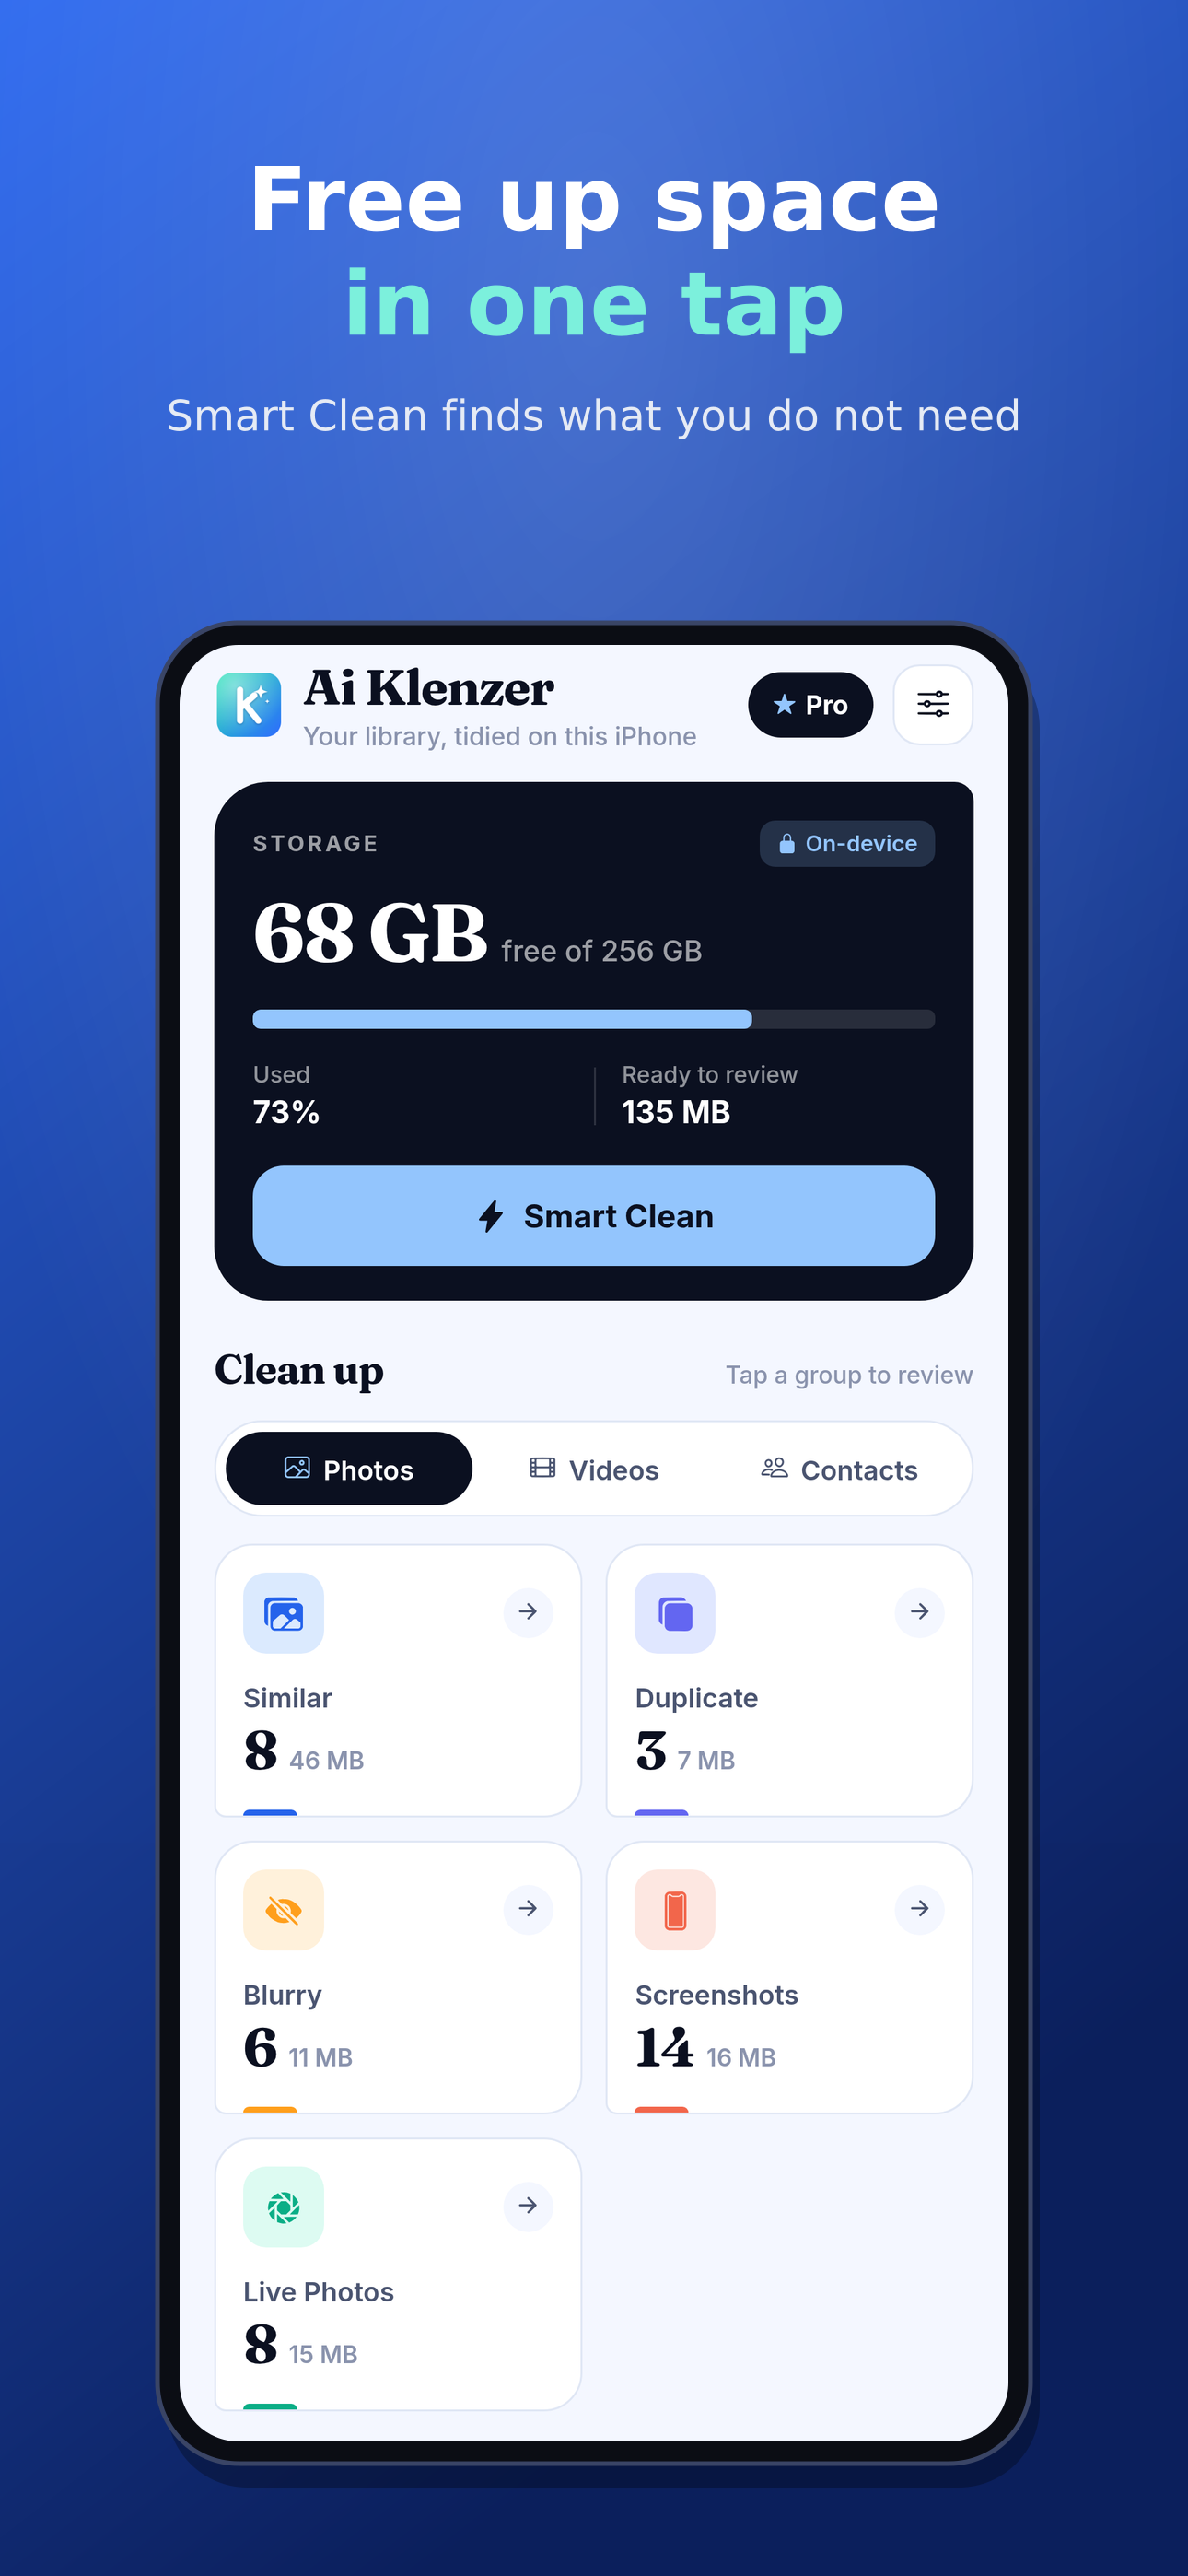 Free up space
in one tap
Smart Clean finds what you do not need
Ai Klenzer
Your library, tidied on this iPhone
Pro
STORAGE
On-device
68 GB free of 256 GB
Used
73%
Ready to review
135 MB
Smart Clean
Clean up
Tap a group to review
Photos
Videos
Contacts
Similar
8 46 MB
Duplicate
3 7 MB
Blurry
6 11 MB
Screenshots
14 16 MB
Live Photos
8 15 MB